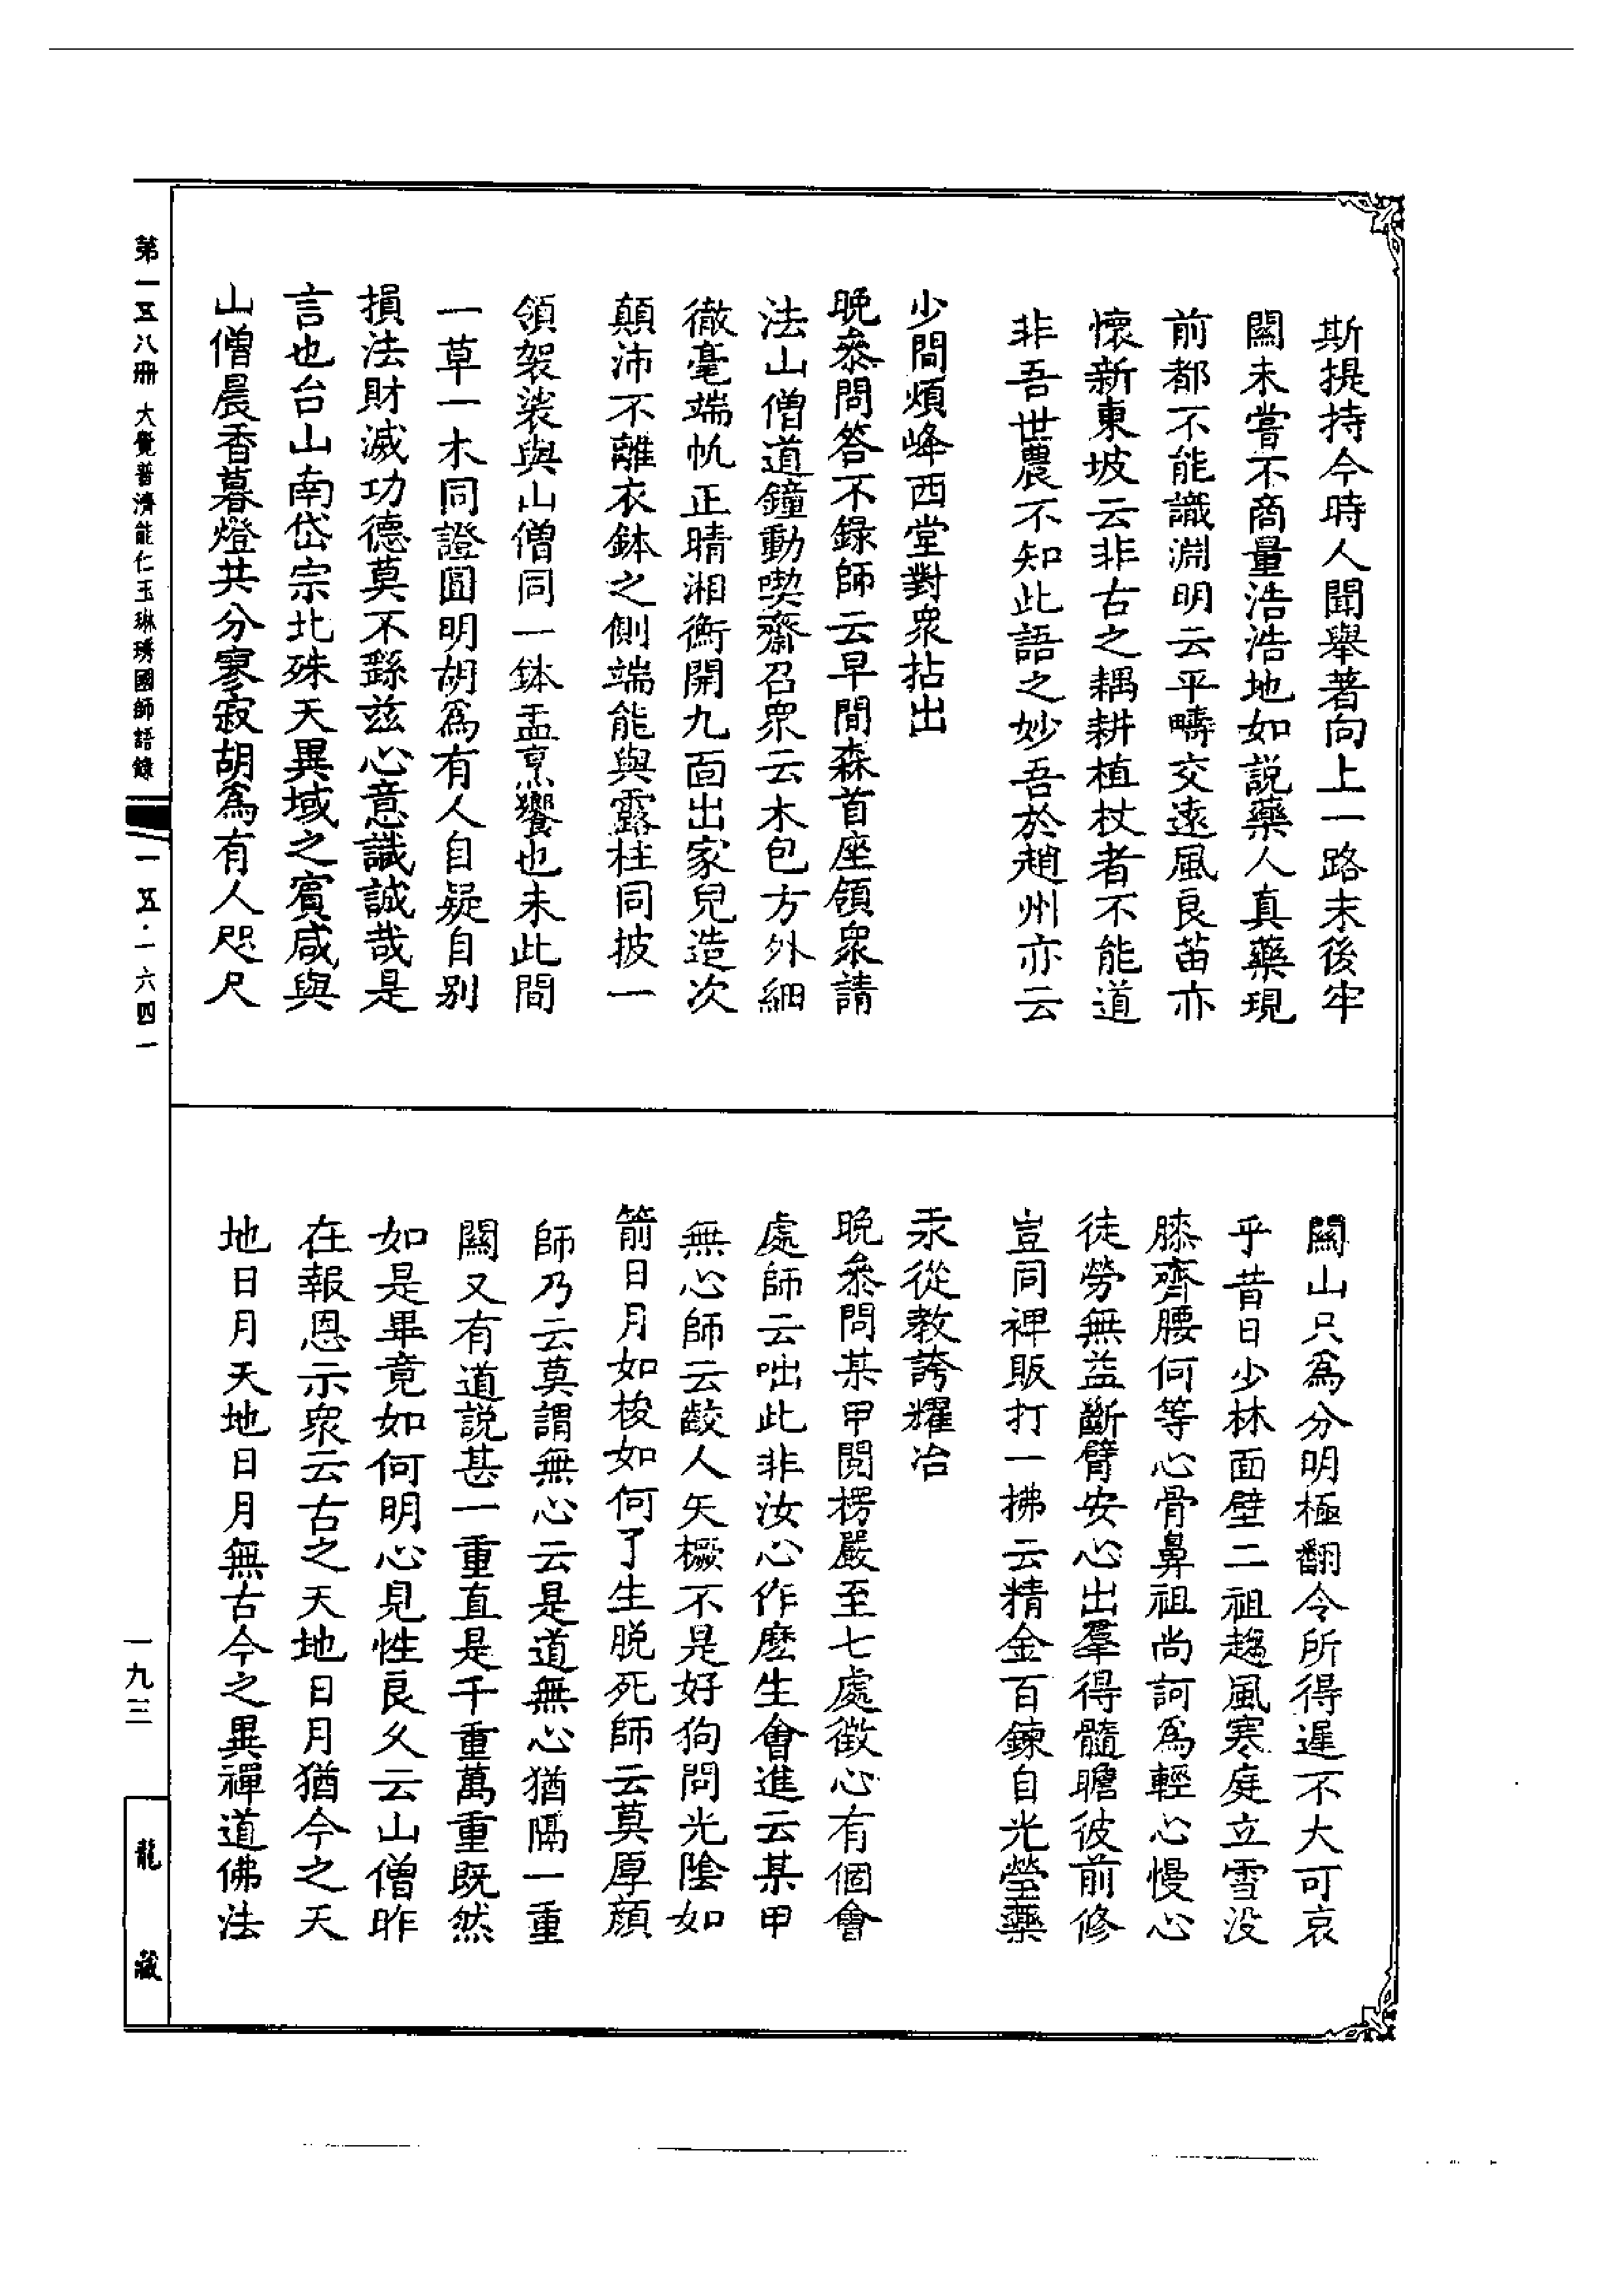 斯提持今時人聞舉著向上一路末後牢
關未嘗不商量浩浩地如說藥人真藥現
前都不能識淵明云平疇交遠風良苗亦
懷新東坡云非古之耦耕植杖者不能道
非吾世農不知此語之妙吾於趙州亦云
少間煩峰西堂對衆拈出
晚叅問答不錄師云早間森首座領衆請
法山僧道鐘動喫齋召衆云木包方外細
徹毫端帆正晴湘衡開九面出家兒造次
顛沛不離衣鉢之側端能與露柱同披一
領袈裟與山僧同一鉢盂烹饗也未此間
一草一木同證圓明胡爲有人自疑自别
損法財滅功德莫不繇兹心意識誠哉是
言也台山南岱宗北殊天異域之賓咸與
山僧晨香暮燈共分寥寂胡爲有人咫尺
關山只爲分明極翻令所得遲不大可哀
乎昔日少林面壁二祖趨風寒庭立雪没
膝齊腰何等心骨鼻祖尚訶爲輕心慢心
徒勞無益斷臂安心出羣得髓瞻彼前修
豈同裨販打一拂云精金百鍊自光瑩藥
汞從教誇耀冶
晚叅問某甲閱楞嚴至七處徵心有個會
處師云咄此非汝心作麽生會進云某甲
無心師云齩人矢橛不是好狗問光陰如
箭日月如梭如何了生脱死師云莫厚顔
師乃云莫謂無心云是道無心猶隔一重
關又有道説甚一重直是千重萬重既然
如是畢竟如何明心見性良久云山僧昨
在報恩示衆云古之天地日月猶今之天
地日月天地日月無古今之異禪道佛法
第一五八冊 大覺普濟能仁玉琳琇國師語錄
一五·一六四一
一九三
龍藏